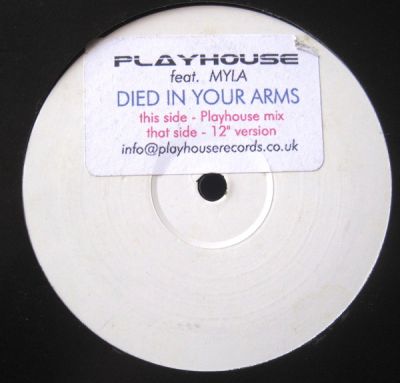 PLAYHOUSE
feat. MYLA
DIED IN YOUR ARMS
this side - Playhouse mix
that side - 12" version
info@playhouserecords.co.uk